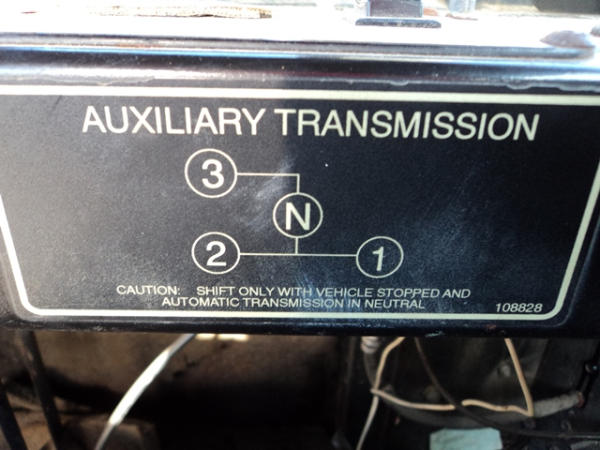 AUXILIARY TRANSMISSION
3
N
2 1
CAUTION: SHIFT ONLY WITH VEHICLE STOPPED AND
AUTOMATIC TRANSMISSION IN NEUTRAL
108828